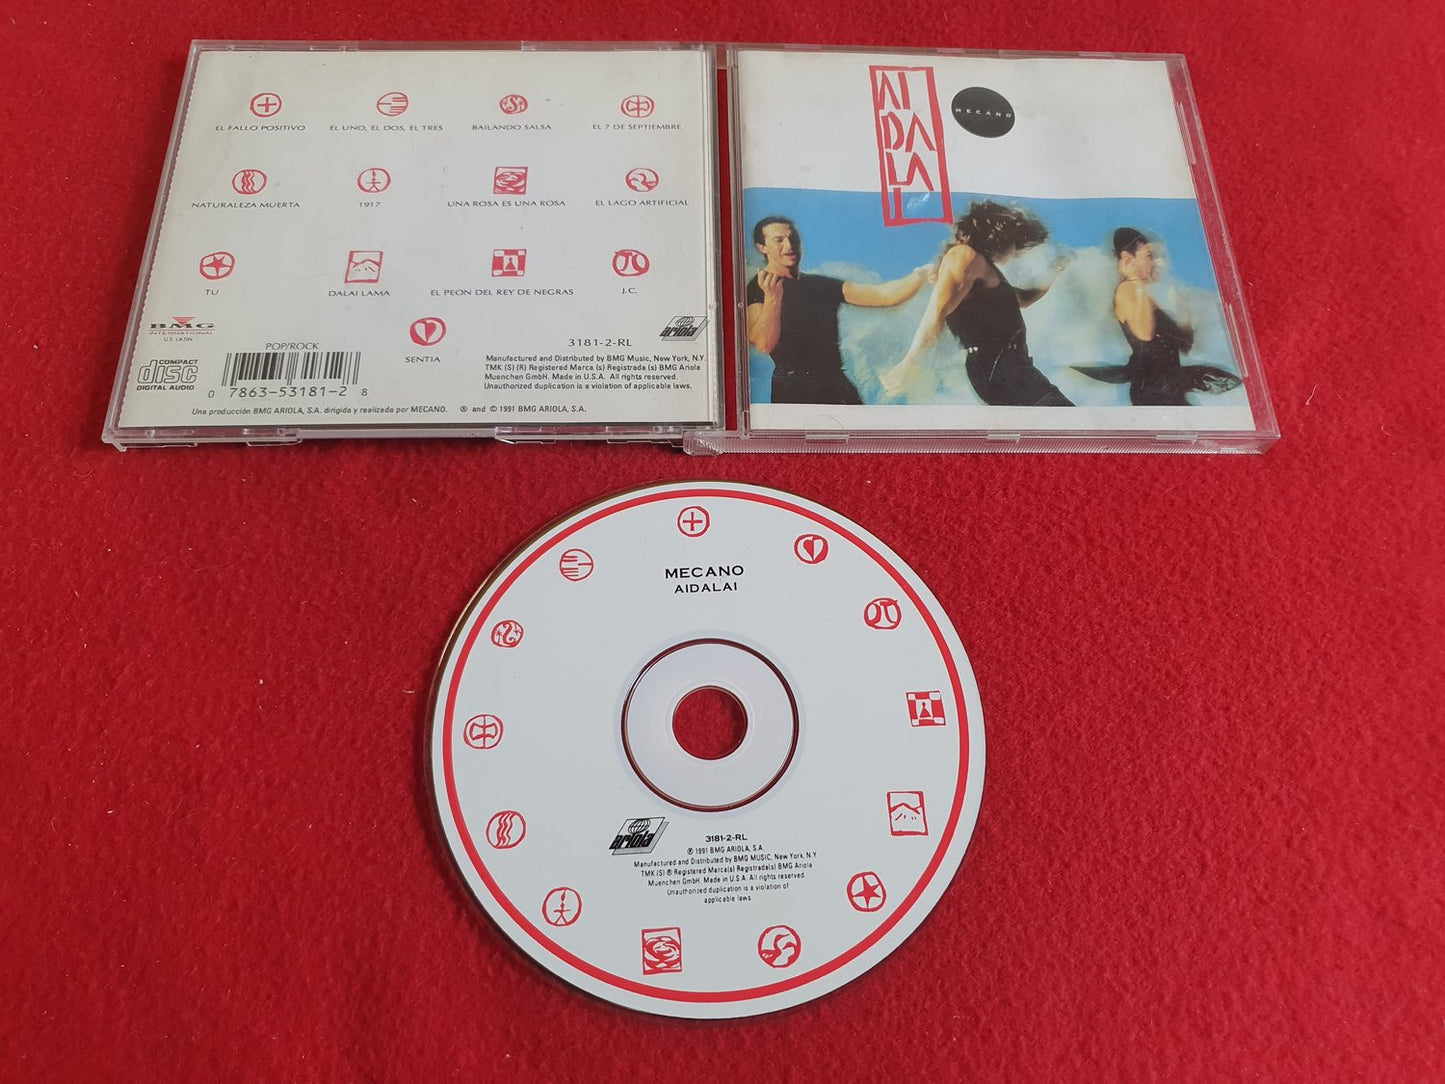 EL FALLO POSITIVO
EL UNO, EL DOS, EL TRES
BAILANDO SALSA
EL 7 DE SEPTIEMBRE
NATURALEZA MUERTA
1917
UNA ROSA ES UNA ROSA
EL LAGO ARTIFICIAL
TU
DALAI LAMA
EL PEON DEL REY DE NEGRAS
J.C.
SENTIA
BMG
INTERNATIONAL
U.S. LATIN
COMPACT
disc
DIGITAL AUDIO
POP/ROCK
0 7863-53181-2 8
ariola
3181-2-RL
Manufactured and Distributed by BMG Music, New York, N.Y.
TMK (S) (R) Registered Marca (s) Registrada (s) BMG Ariola
Muenchen GmbH. Made in U.S.A. All rights reserved.
Unauthorized duplication is a violation of applicable laws.
Una producción BMG ARIOLA, S.A. dirigida y realizada por MECANO. ℗ and © 1991 BMG ARIOLA, S.A.
AI
DA
LA
I
MECANO
MECANO
AIDALAI
ariola
3181-2-RL
℗ 1991 BMG ARIOLA, S.A.
Manufactured and Distributed by BMG MUSIC, New York, N.Y
TMK (S) ® Registered Marca(s) Registrada(s) BMG Ariola
Muenchen GmbH. Made in U.S.A. All rights reserved.
Unauthorized duplication is a violation of
applicable laws.